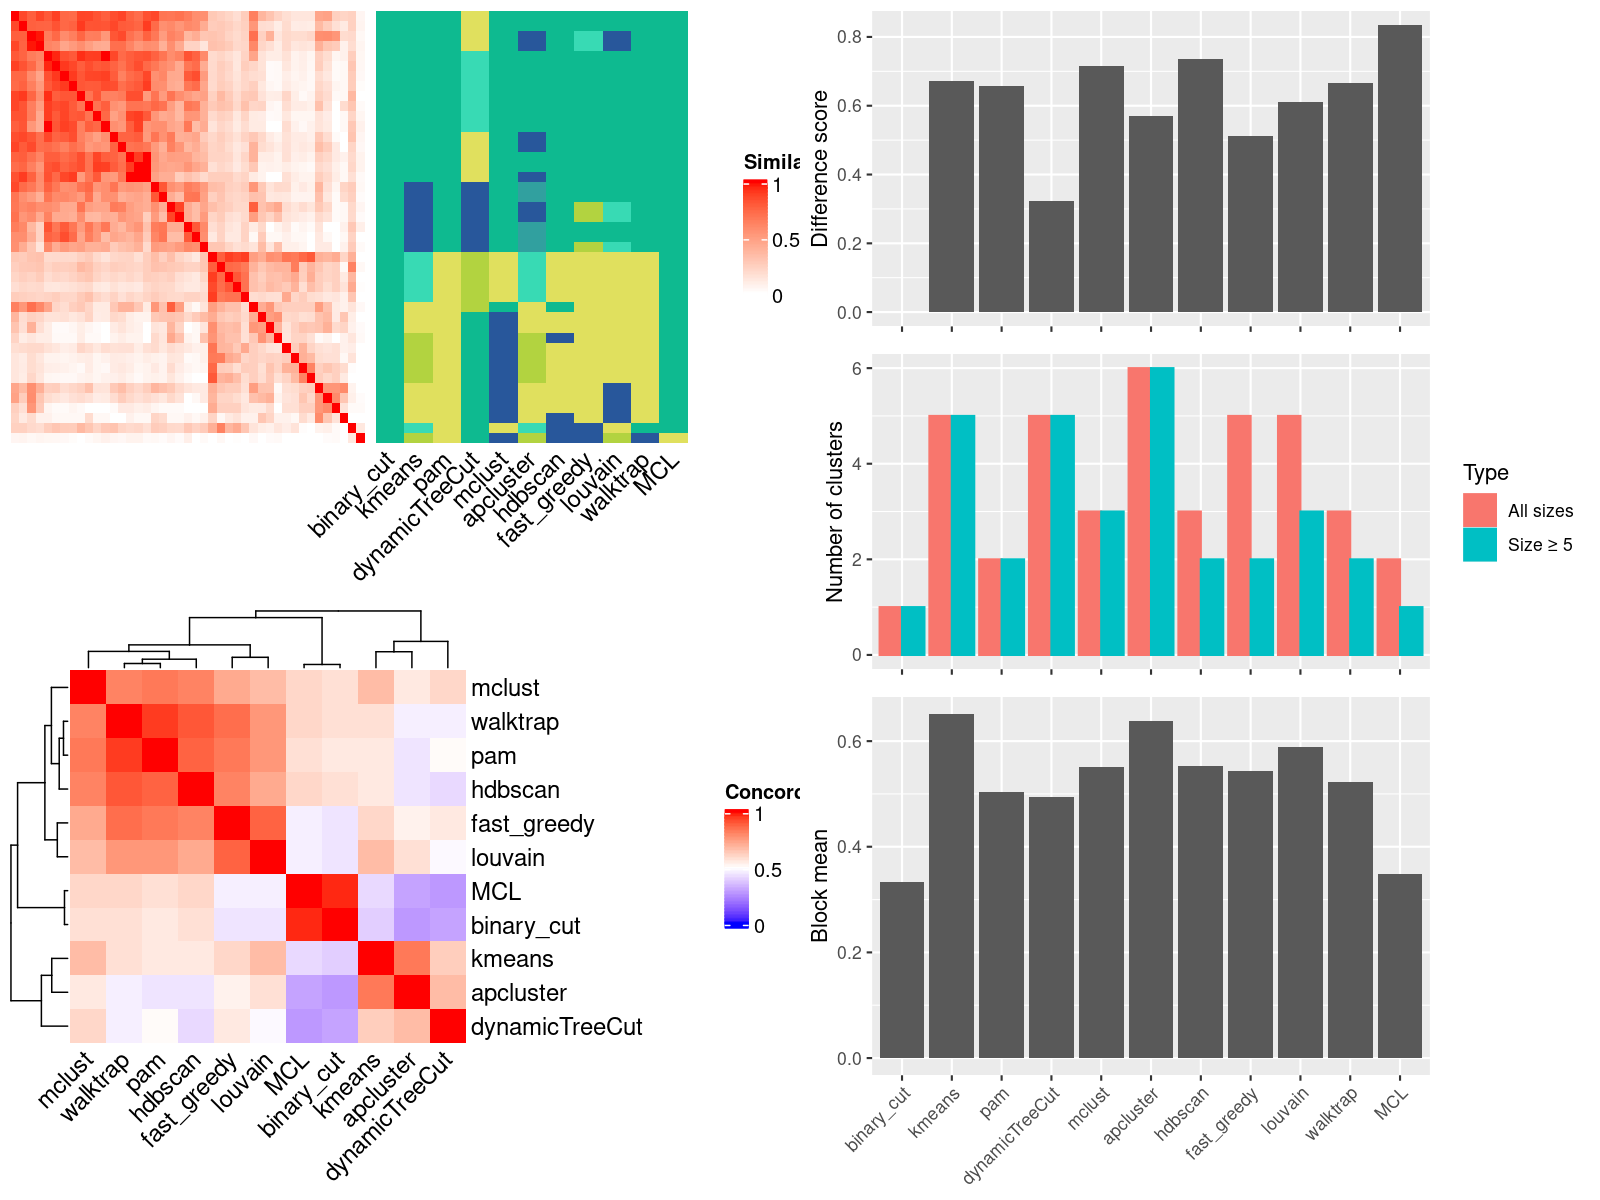 Simila
1
0.5
0
binary_cut
kmeans
pam
dynamicTreeCut
mclust
apcluster
hdbscan
fast_greedy
louvain
walktrap
MCL
mclust
walktrap
pam
hdbscan
fast_greedy
louvain
MCL
binary_cut
kmeans
apcluster
dynamicTreeCut
mclust
walktrap
pam
hdbscan
fast_greedy
louvain
MCL
binary_cut
kmeans
apcluster
dynamicTreeCut
Concord
1
0.5
0
Difference score
0.8
0.6
0.4
0.2
0.0
Number of clusters
6
4
2
0
Type
All sizes
Size ≥ 5
Block mean
0.6
0.4
0.2
0.0
binary_cut
kmeans
pam
dynamicTreeCut
mclust
apcluster
hdbscan
fast_greedy
louvain
walktrap
MCL